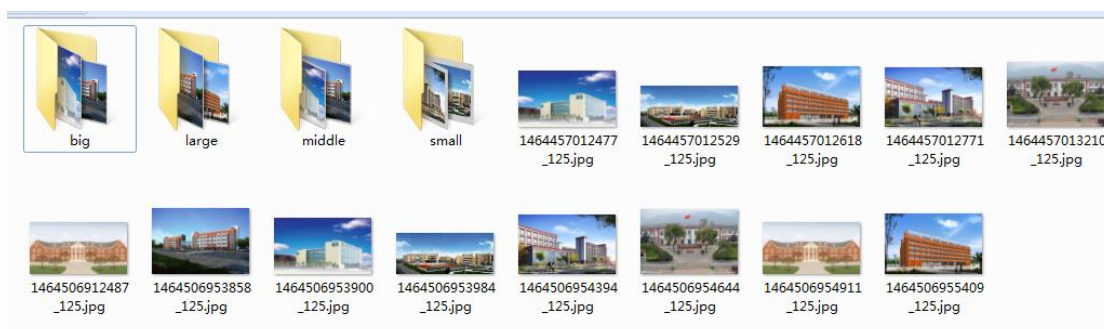 big
large
middle
small
1464457012477
_125.jpg
1464457012529
_125.jpg
1464457012618
_125.jpg
1464457012771
_125.jpg
1464457013210
_125.jpg
1464506912487
_125.jpg
1464506953858
_125.jpg
1464506953900
_125.jpg
1464506953984
_125.jpg
1464506954394
_125.jpg
1464506954644
_125.jpg
1464506954911
_125.jpg
1464506955409
_125.jpg